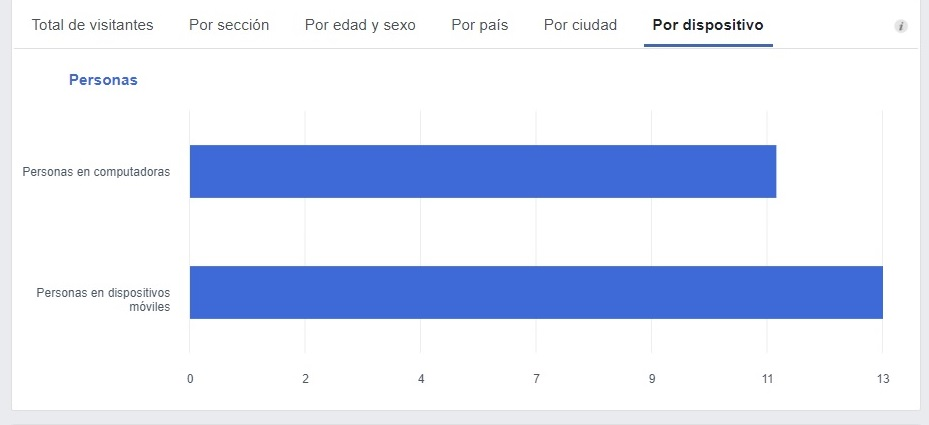 Total de visitantes Por sección Por edad y sexo Por país Por ciudad Por dispositivo i
Personas
Personas en computadoras
Personas en dispositivos
móviles
0 2 4 7 9 11 13